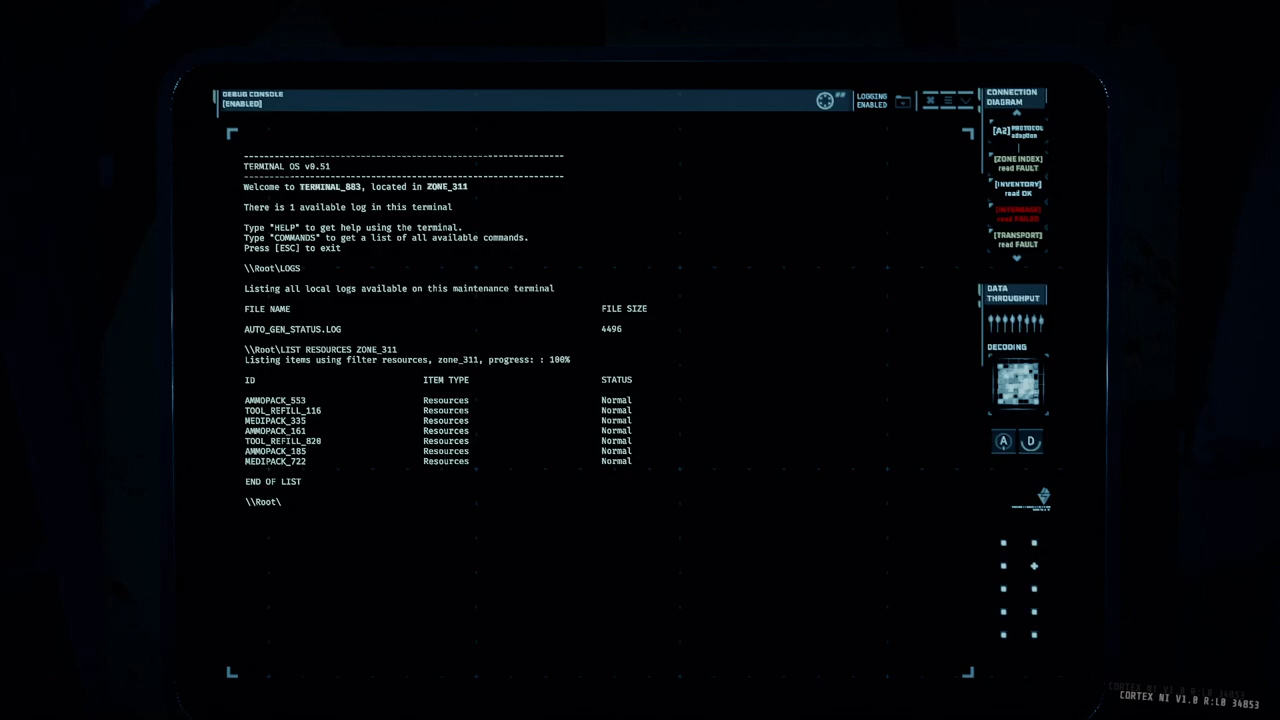 DEBUG CONSOLE
[ENABLED]
LOGGING
ENABLED
----------------------------------------------------------------
TERMINAL OS v0.51
----------------------------------------------------------------
Welcome to TERMINAL_883, located in ZONE_311
There is 1 available log in this terminal
Type "HELP" to get help using the terminal.
Type "COMMANDS" to get a list of all available commands.
Press [ESC] to exit
\\Root\LOGS
Listing all local logs available on this maintenance terminal
FILE NAME FILE SIZE
AUTO_GEN_STATUS.LOG 4496
\\Root\LIST RESOURCES ZONE_311
Listing items using filter resources, zone_311, progress: : 100%
ID ITEM TYPE STATUS
AMMOPACK_553 Resources Normal
TOOL_REFILL_116 Resources Normal
MEDIPACK_335 Resources Normal
AMMOPACK_161 Resources Normal
TOOL_REFILL_820 Resources Normal
AMMOPACK_185 Resources Normal
MEDIPACK_722 Resources Normal
END OF LIST
\\Root\
CONNECTION
DIAGRAM
[A2] PROTOCOL
adaption
[ZONE INDEX]
read FAULT
[INVENTORY]
read OK
read FAILED
[TRANSPORT]
read FAULT
DATA
THROUGHPUT
DECODING
A D
CORTEX NI V1.0 R:L0 34853